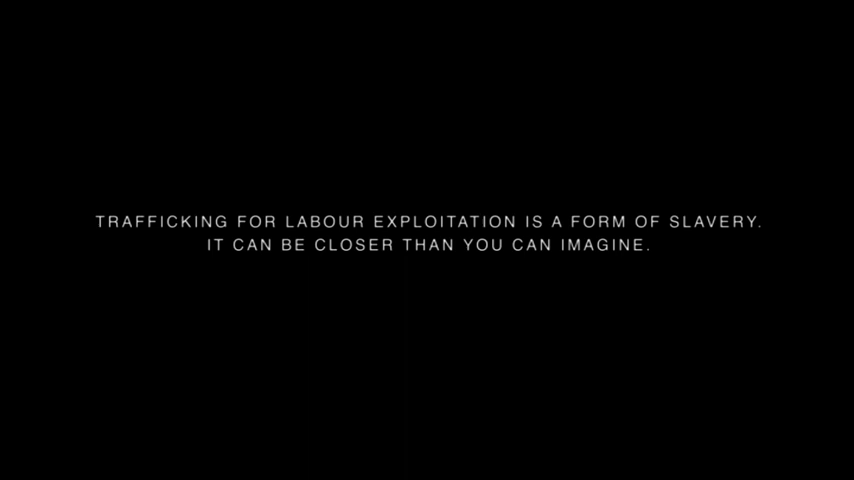 TRAFFICKING FOR LABOUR EXPLOITATION IS A FORM OF SLAVERY.
IT CAN BE CLOSER THAN YOU CAN IMAGINE.